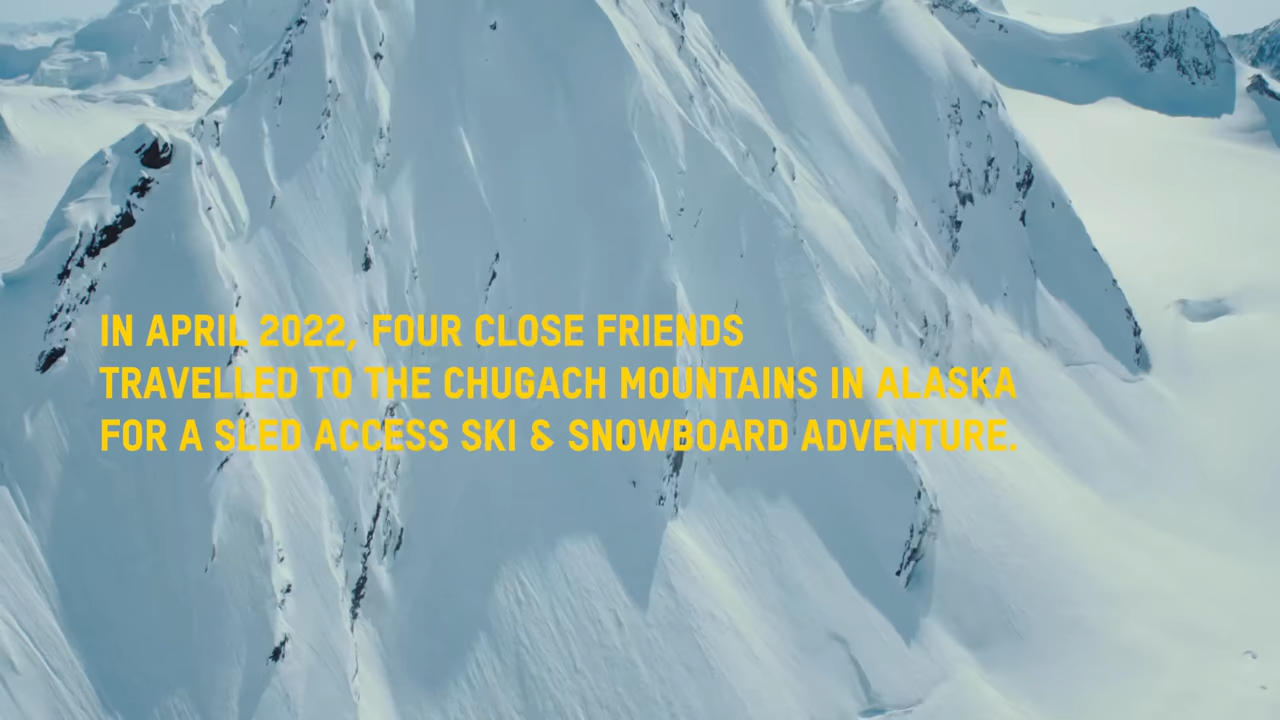 IN APRIL 2022, FOUR CLOSE FRIENDS
TRAVELLED TO THE CHUGACH MOUNTAINS IN ALASKA
FOR A SLED ACCESS SKI & SNOWBOARD ADVENTURE.